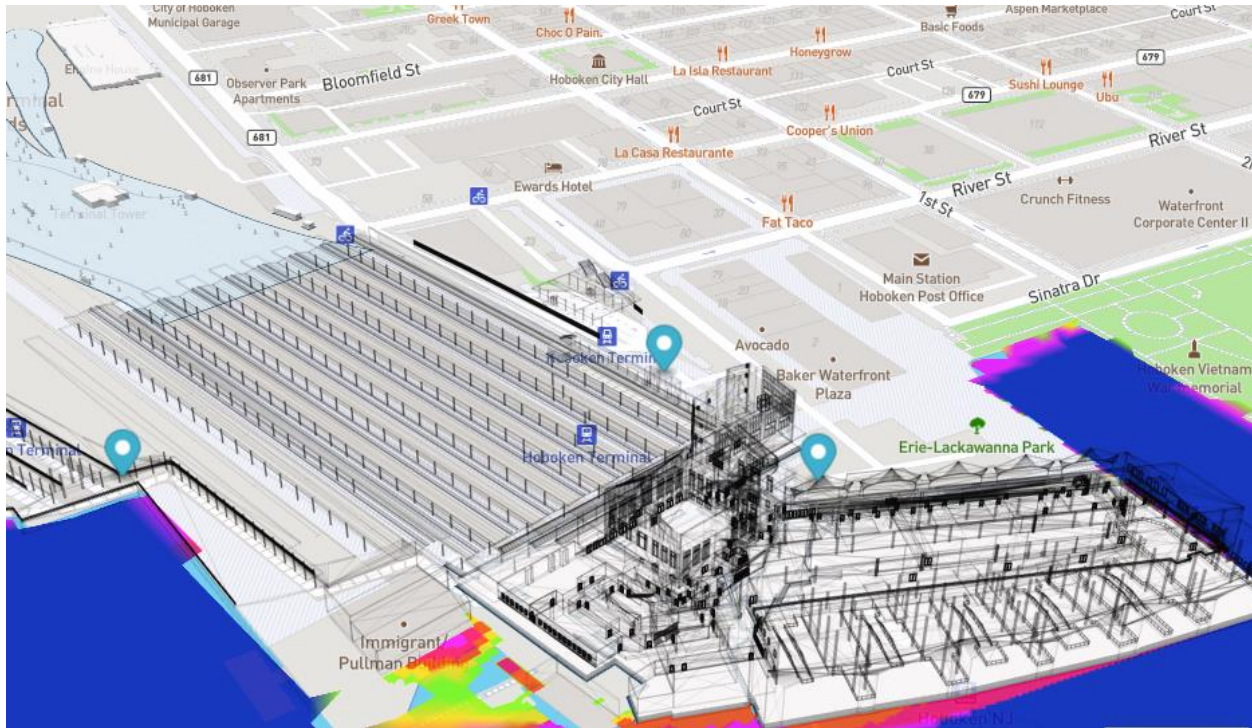 City of Hoboken
Municipal Garage
Greek Town
Choc O Pain.
Basic Foods
Aspen Marketplace
Court St
Honeygrow
681
Observer Park
Apartments
Bloomfield St
Hoboken City Hall
La Isla Restaurant
Court St
679
Sushi Lounge
Ubu
679
Court St
681
Cooper's Union
La Casa Restaurante
River St
Ewards Hotel
River St
Crunch Fitness
1st St
Waterfront
Corporate Center II
Terminal Tower
Fat Taco
Main Station
Hoboken Post Office
Sinatra Dr
Avocado
Baker Waterfront
Plaza
Hoboken Vietnam
Hoboken Terminal
Erie-Lackawanna Park
Immigrant/
Pullman
Hoboken NJ